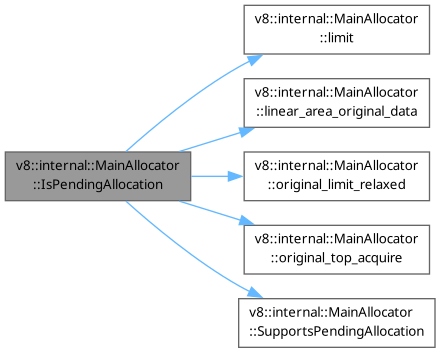 v8::internal::MainAllocator
::limit
v8::internal::MainAllocator
::linear_area_original_data
v8::internal::MainAllocator
::IsPendingAllocation
v8::internal::MainAllocator
::original_limit_relaxed
v8::internal::MainAllocator
::original_top_acquire
v8::internal::MainAllocator
::SupportsPendingAllocation